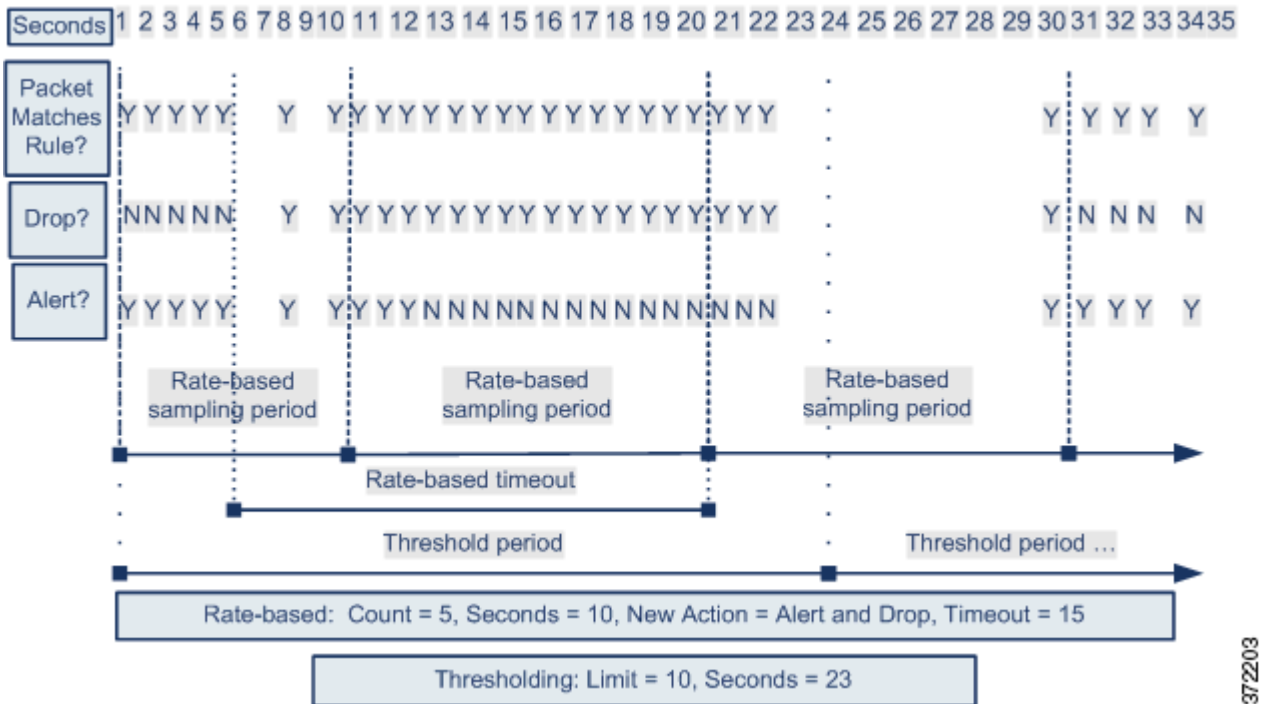 Seconds 1 2 3 4 5 6 7 8 9 10 11 12 13 14 15 16 17 18 19 20 21 22 23 24 25 26 27 28 29 30 31 32 33 34 35
Packet
Matches
Rule?
Y Y Y Y Y Y Y Y Y Y Y Y Y Y Y Y Y Y Y Y Y Y Y Y Y Y Y Y Y Y
Drop?
N N N N N Y Y Y Y Y Y Y Y Y Y Y Y Y Y Y Y Y Y Y Y Y N N N N
Alert?
Y Y Y Y Y Y Y Y Y Y N N N N N N N N N N N N N N N Y Y Y Y Y
Rate-based
sampling period
Rate-based
sampling period
Rate-based
sampling period
Rate-based timeout
Threshold period
Threshold period ...
Rate-based: Count = 5, Seconds = 10, New Action = Alert and Drop, Timeout = 15
Thresholding: Limit = 10, Seconds = 23
372203